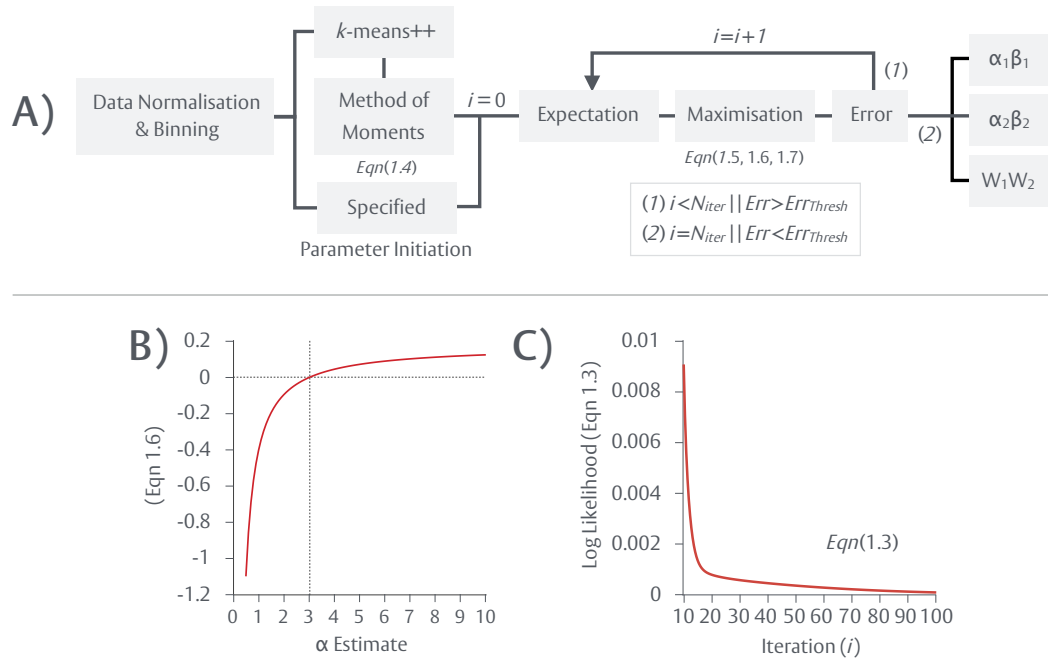 A)
Data Normalisation
& Binning
k-means++
Method of
Moments
Eqn(1.4)
Specified
Parameter Initiation
i=0
Expectation
Maximisation
Eqn(1.5, 1.6, 1.7)
Error
i=i+1
(1)
(2)
α₁β₁
α₂β₂
W₁W₂
(1) i<Niter || Err>ErrThresh
(2) i=Niter || Err<ErrThresh
B)
(Eqn 1.6)
0.2
0
-0.2
-0.4
-0.6
-0.8
-1
-1.2
0 1 2 3 4 5 6 7 8 9 10
α Estimate
C)
Log Likelihood (Eqn 1.3)
0.01
0.008
0.006
0.004
0.002
0
Eqn(1.3)
10 20 30 40 50 60 70 80 90 100
Iteration (i)